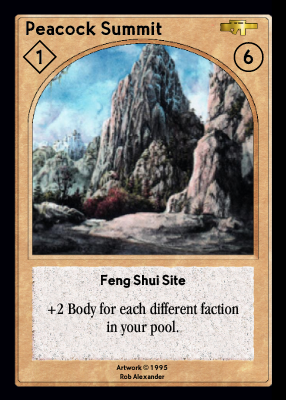 Peacock Summit
1
6
Feng Shui Site
+2 Body for each different faction
in your pool.
Artwork © 1995
Rob Alexander